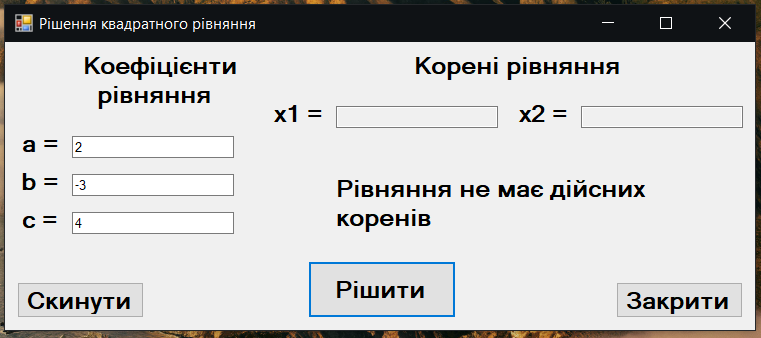 Рішення квадратного рівняння
Коефіцієнти
рівняння
Корені рівняння
x1 =
x2 =
a = 2
b = -3
c = 4
Рівняння не має дійсних
коренів
Скинути
Рішити
Закрити